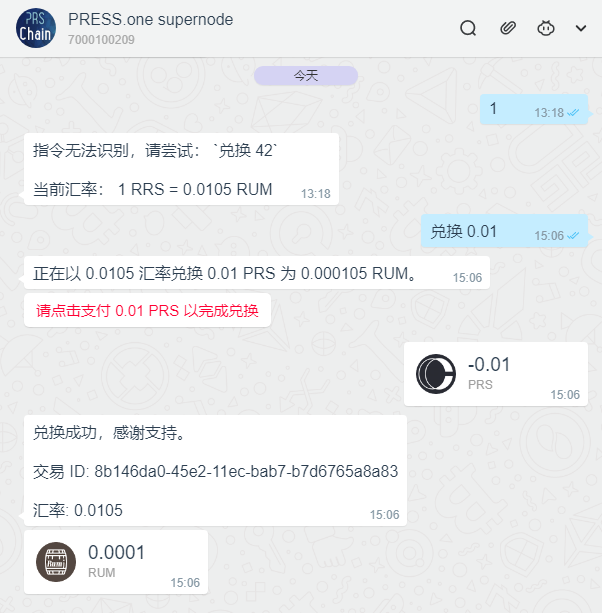 PRS
Chain
PRESS.one supernode
7000100209
今天
1 13:18
指令无法识别，请尝试： `兑换 42`
当前汇率： 1 RRS = 0.0105 RUM 13:18
兑换 0.01 15:06
正在以 0.0105 汇率兑换 0.01 PRS 为 0.000105 RUM。 15:06
请点击支付 0.01 PRS 以完成兑换
-0.01
PRS 15:06
兑换成功，感谢支持。
交易 ID: 8b146da0-45e2-11ec-bab7-b7d6765a8a83
汇率: 0.0105 15:06
Rum
0.0001
RUM 15:06